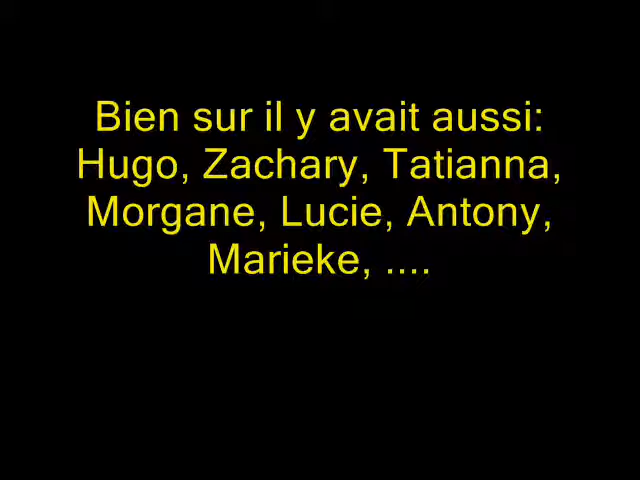 Bien sur il y avait aussi:
Hugo, Zachary, Tatianna,
Morgane, Lucie, Antony,
Marieke, ....